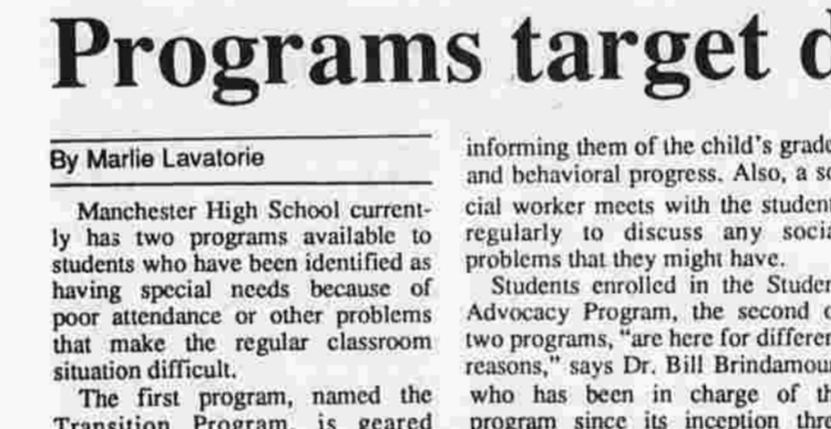 Programs target d
By Marlie Lavatorie
Manchester High School current-
ly has two programs available to
students who have been identified as
having special needs because of
poor attendance or other problems
that make the regular classroom
situation difficult.
The first program, named the
Transition Program, is geared
informing them of the child's grade
and behavioral progress. Also, a so
cial worker meets with the student
regularly to discuss any socia
problems that they might have.
Students enrolled in the Studen
Advocacy Program, the second o
two programs, "are here for differen
reasons," says Dr. Bill Brindamou
who has been in charge of th
program since its inception thre